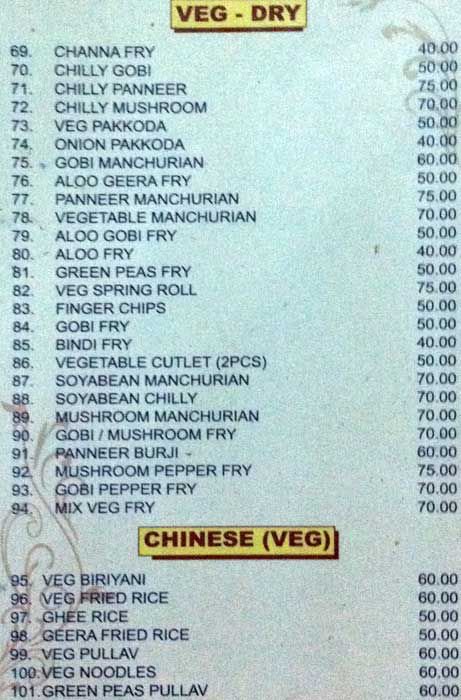 VEG - DRY
69. CHANNA FRY 40.00
70. CHILLY GOBI 50.00
71. CHILLY PANNEER 75.00
72. CHILLY MUSHROOM 70.00
73. VEG PAKKODA 50.00
74. ONION PAKKODA 40.00
75. GOBI MANCHURIAN 60.00
76. ALOO GEERA FRY 50.00
77. PANNEER MANCHURIAN 75.00
78. VEGETABLE MANCHURIAN 70.00
79. ALOO GOBI FRY 50.00
80. ALOO FRY 40.00
81. GREEN PEAS FRY 50.00
82. VEG SPRING ROLL 75.00
83. FINGER CHIPS 50.00
84. GOBI FRY 50.00
85. BINDI FRY 40.00
86. VEGETABLE CUTLET (2PCS) 50.00
87. SOYABEAN MANCHURIAN 70.00
88. SOYABEAN CHILLY 70.00
89. MUSHROOM MANCHURIAN 70.00
90. GOBI / MUSHROOM FRY 70.00
91. PANNEER BURJI 60.00
92. MUSHROOM PEPPER FRY 75.00
93. GOBI PEPPER FRY 70.00
94. MIX VEG FRY 70.00
CHINESE (VEG)
95. VEG BIRIYANI 60.00
96. VEG FRIED RICE 60.00
97. GHEE RICE 50.00
98. GEERA FRIED RICE 50.00
99. VEG PULLAV 60.00
100. VEG NOODLES 60.00
101. GREEN PEAS PULLAV 60.00